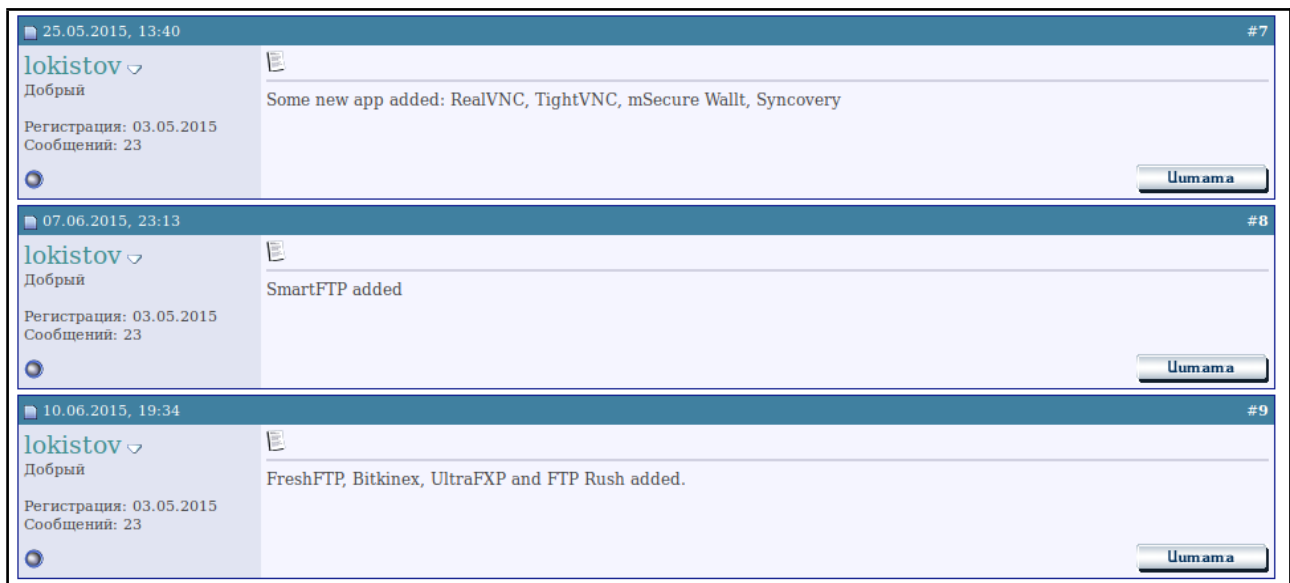 25.05.2015, 13:40 #7
lokistov
Добрый
Регистрация: 03.05.2015
Сообщений: 23
Some new app added: RealVNC, TightVNC, mSecure Wallt, Syncovery
Цитата
07.06.2015, 23:13 #8
lokistov
Добрый
Регистрация: 03.05.2015
Сообщений: 23
SmartFTP added
Цитата
10.06.2015, 19:34 #9
lokistov
Добрый
Регистрация: 03.05.2015
Сообщений: 23
FreshFTP, Bitkinex, UltraFXP and FTP Rush added.
Цитата